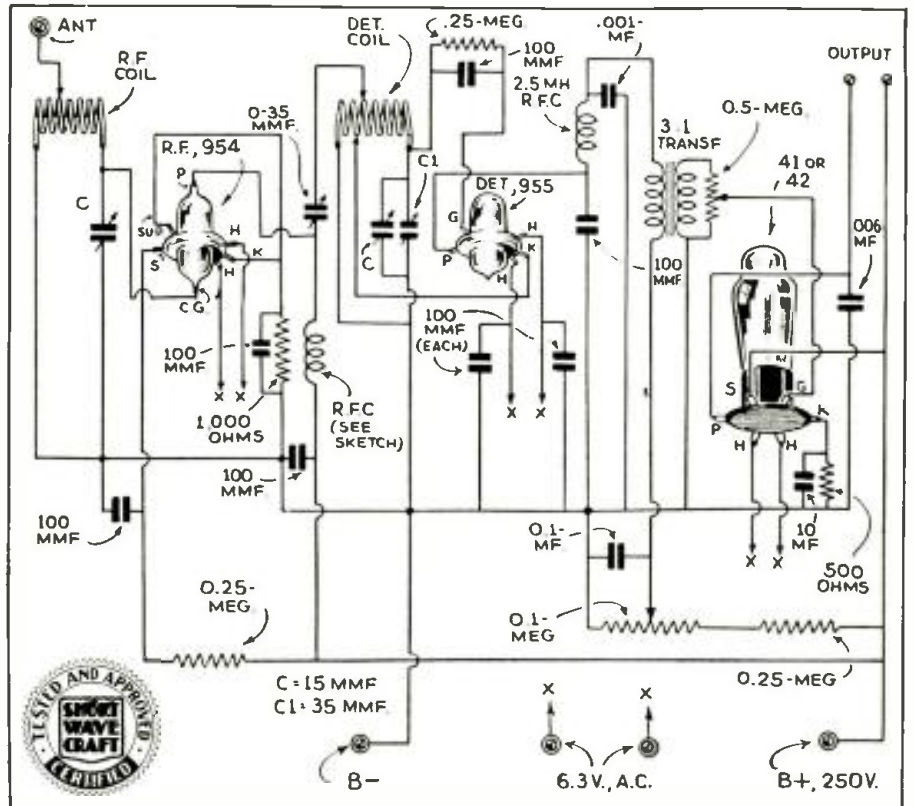 ANT
R.F.
COIL
DET.
COIL
.25-MEG.
100
MMF
.001-
MF
2.5 MH
R.F.C
OUTPUT
0-35
MMF.
R.F., 954
P
SU
S
H
K
H
CG
C
C1
C
DET., 955
G
P
H
K
H
3:1
TRANSF.
0.5-MEG.
41 OR
42
.006
MF
100
MMF
100
MMF
1,000
OHMS
X X
R.F.C
(SEE
SKETCH)
100
MMF
(EACH)
X X
S
G
P
K
H H
X X
100
MMF
100
MMF
10
MF
500
OHMS
0.1-
MF
0.25-
MEG.
0.1-
MEG
0.25-MEG
C = 15 MMF
C1 = 35 MMF.
B-
X X
6.3 V., A.C.
B+, 250V.
TESTED AND APPROVED
SHORT
WAVE
CRAFT
CERTIFIED